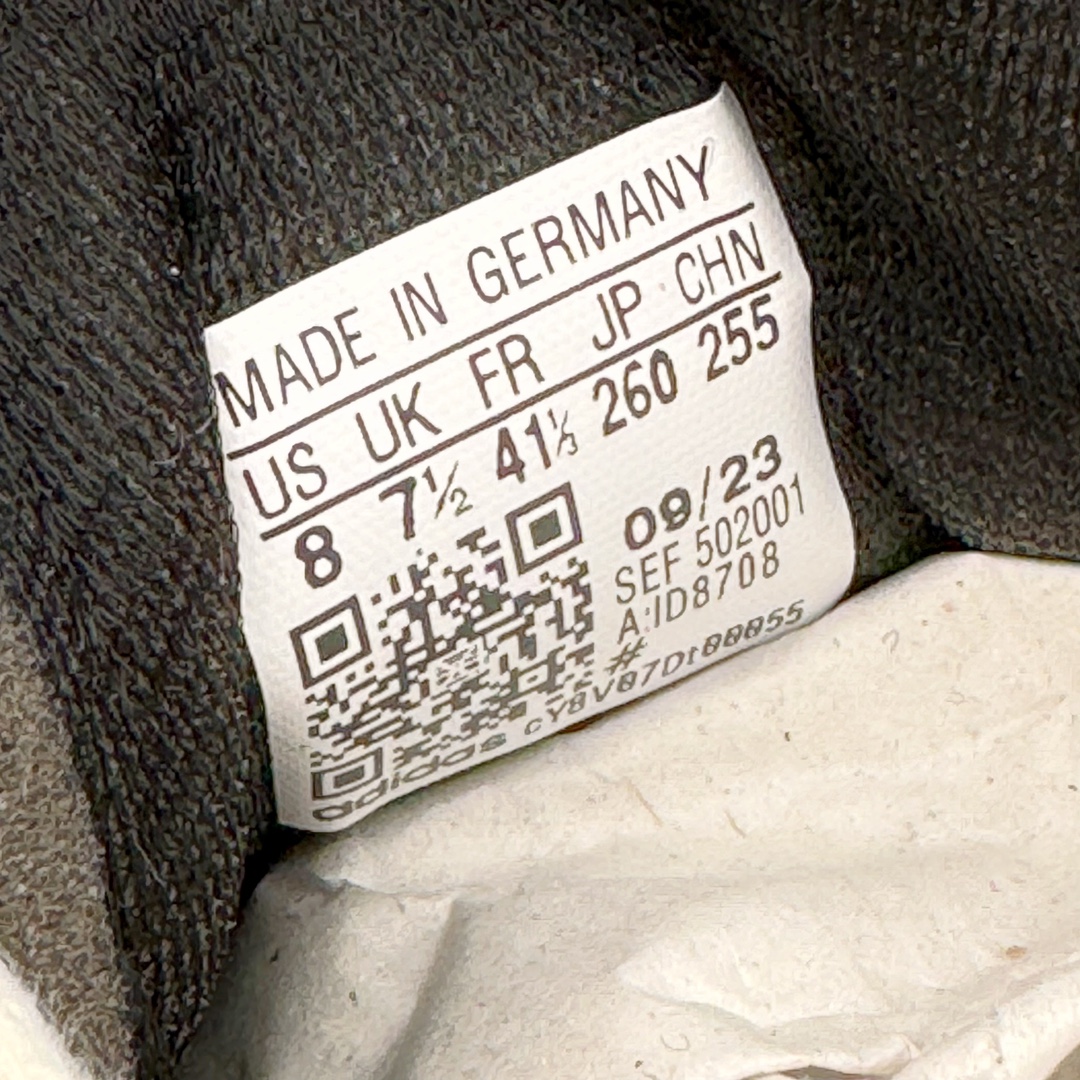 MADE IN GERMANY
US UK FR JP CHN
8 7½ 41⅓ 260 255
09/23
SEF 502001
A:ID8708
#
adidas cY8V07Dt00055